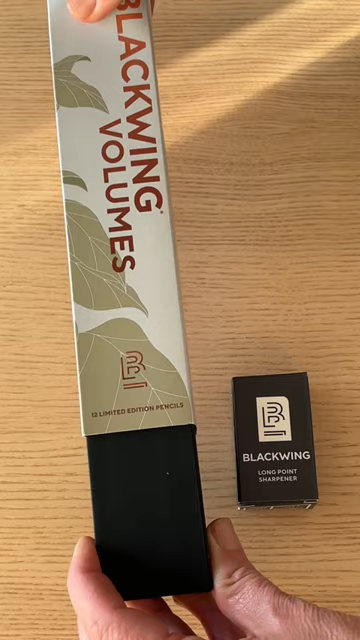 BLACKWING®
VOLUMES
12 LIMITED EDITION PENCILS
BLACKWING
LONG POINT
SHARPENER